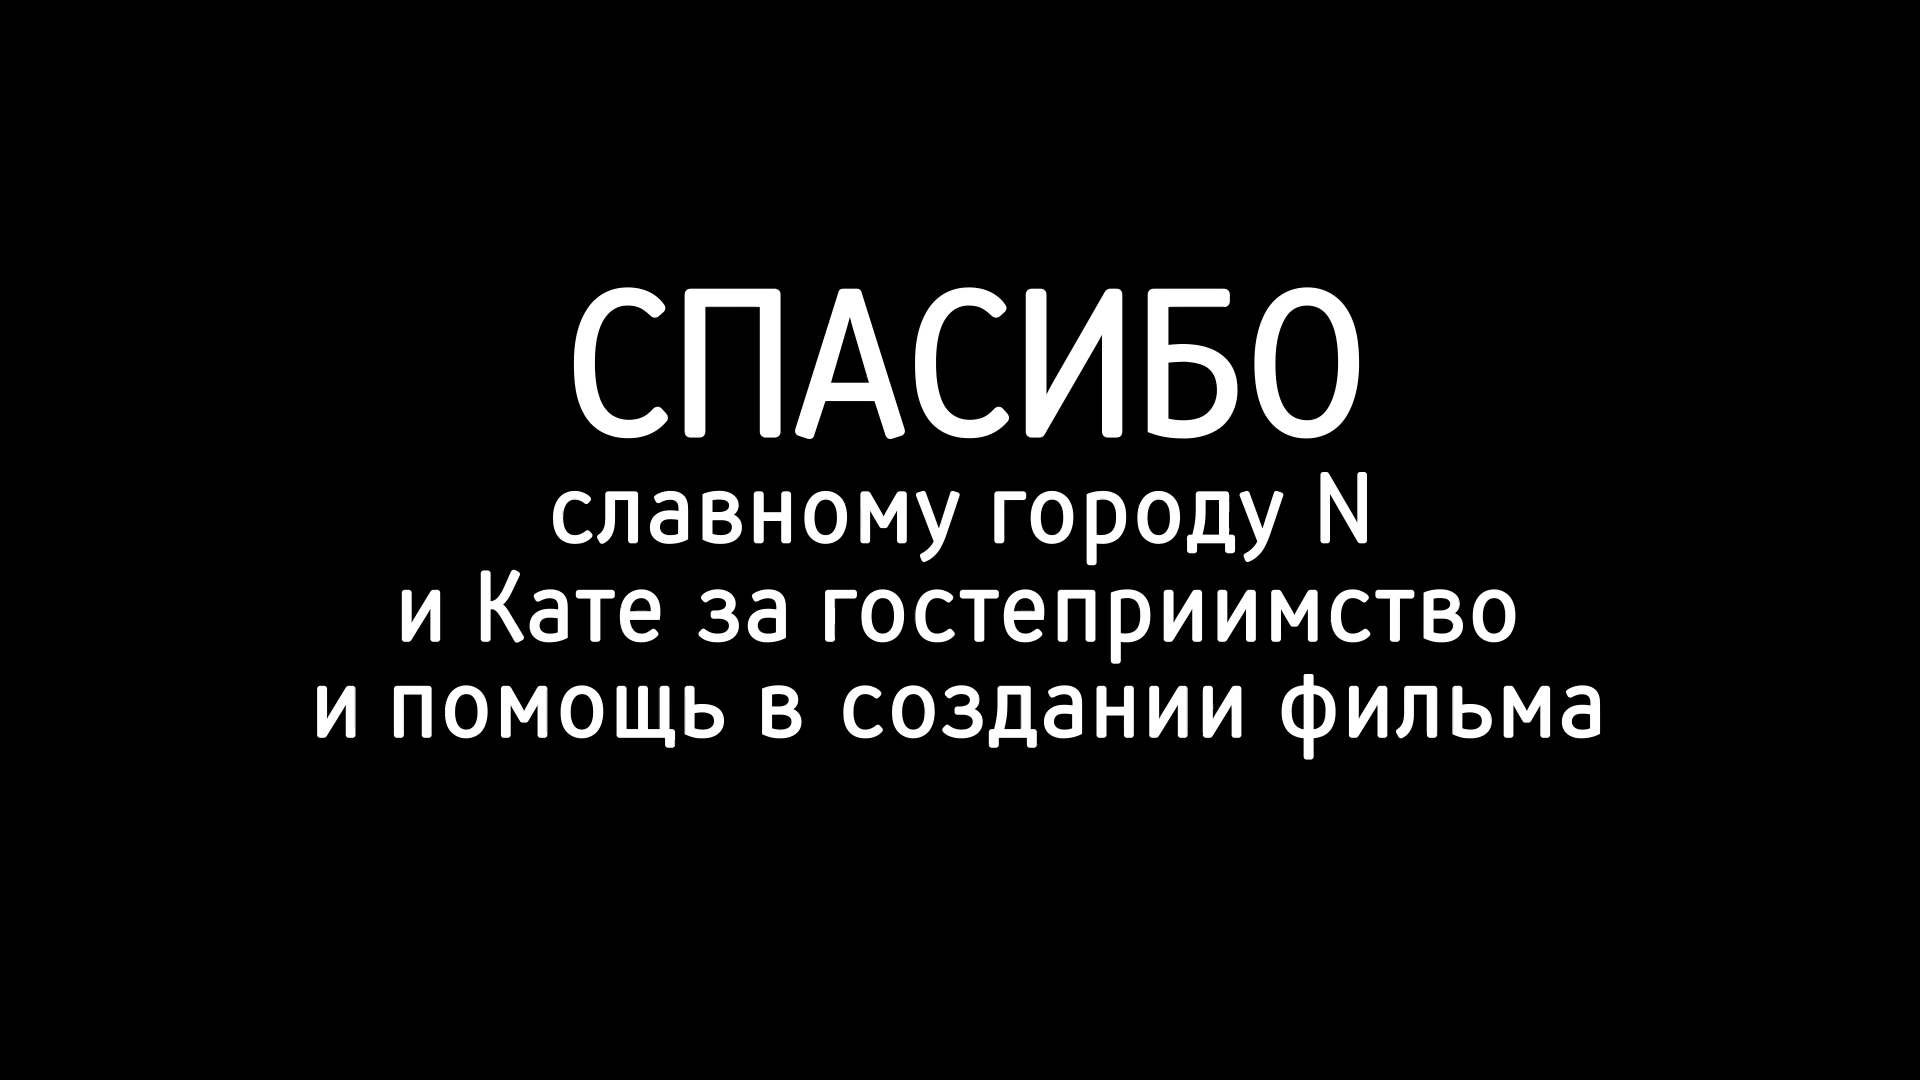 СПАСИБО
славному городу N
и Кате за гостеприимство
и помощь в создании фильма